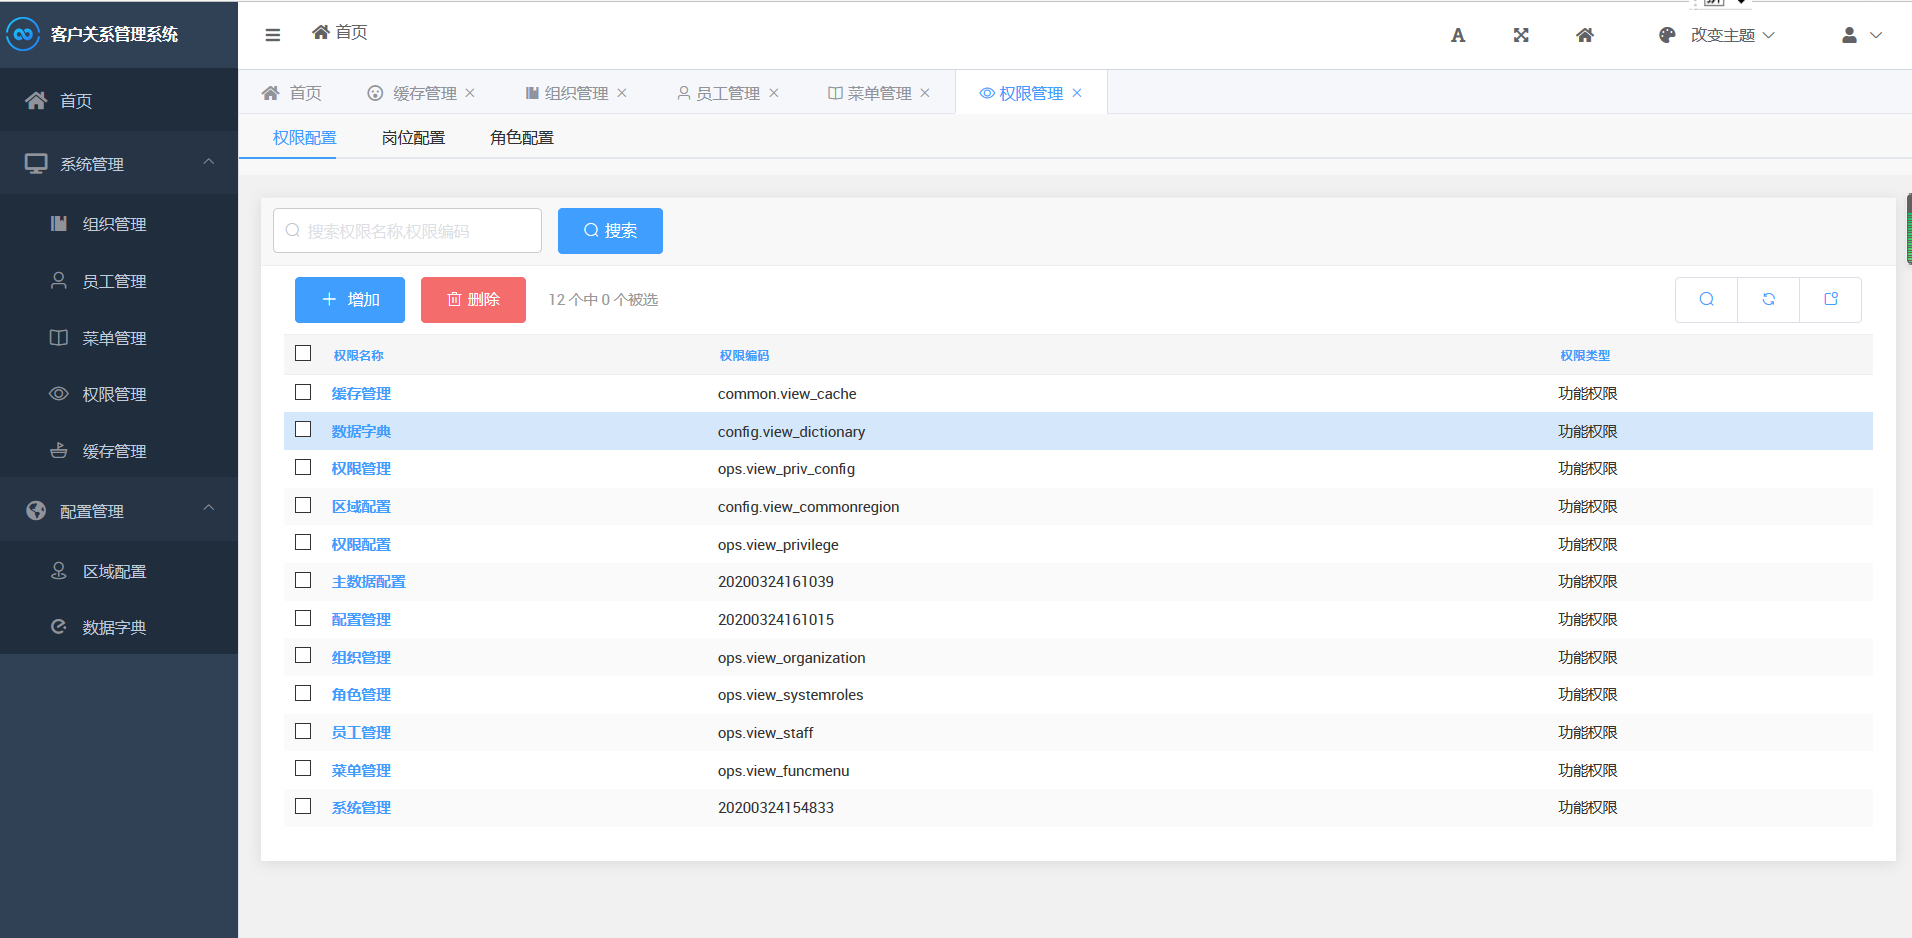 客户关系管理系统
首页
系统管理
组织管理
员工管理
菜单管理
权限管理
缓存管理
配置管理
区域配置
数据字典
首页
A
改变主题
首页 缓存管理 组织管理 员工管理 菜单管理 权限管理
权限配置 岗位配置 角色配置
搜索权限名称,权限编码 搜索
增加 删除 12 个中 0 个被选
权限名称 权限编码 权限类型
缓存管理 common.view_cache 功能权限
数据字典 config.view_dictionary 功能权限
权限管理 ops.view_priv_config 功能权限
区域配置 config.view_commonregion 功能权限
权限配置 ops.view_privilege 功能权限
主数据配置 20200324161039 功能权限
配置管理 20200324161015 功能权限
组织管理 ops.view_organization 功能权限
角色管理 ops.view_systemroles 功能权限
员工管理 ops.view_staff 功能权限
菜单管理 ops.view_funcmenu 功能权限
系统管理 20200324154833 功能权限